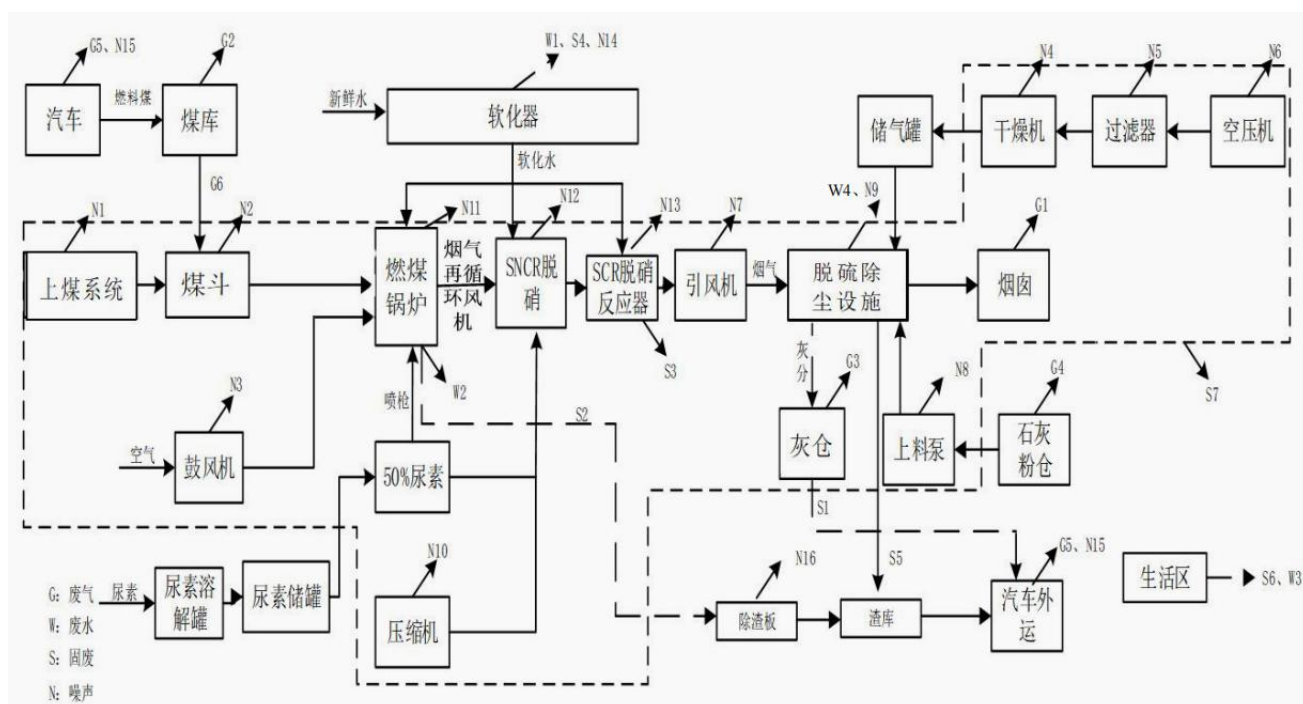 G5、N15
G2
W1、S4、N14
N4
N5
N6
汽车
燃料煤
煤库
新鲜水
软化器
储气罐
干燥机
过滤器
空压机
G6
软化水
W4、N9
N1
N2
N11
N12
N13
N7
G1
上煤系统
煤斗
燃煤
锅炉
烟气
再循
环风
机
SNCR脱
硝
SCR脱硝
反应器
引风机
烟气
脱硫除
尘设施
烟囱
N3
喷枪
W2
S2
S3
灰
分
G3
N8
G4
S7
空气
鼓风机
50%尿素
灰仓
上料泵
石灰
粉仓
S1
N10
N16
S5
G5、N15
G: 废气
尿素
尿素溶
解罐
尿素储罐
压缩机
除渣板
渣库
汽车外
运
生活区
S6、W3
W: 废水
S: 固废
N: 噪声